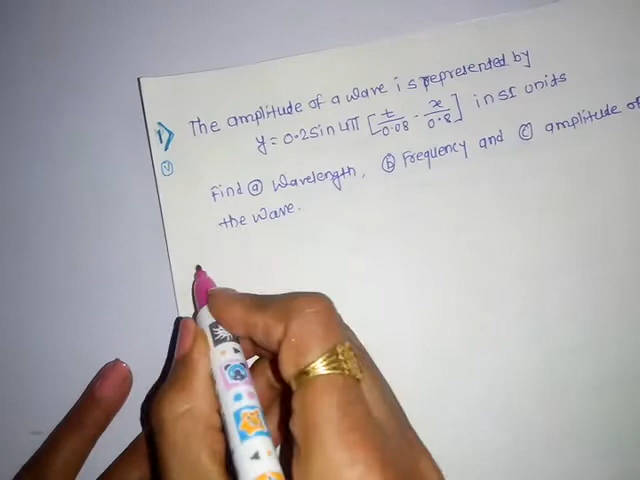 1) The amplitude of a wave is represented by
y = 0.2 sin 4π [t/0.08 - x/0.8] in SI units
Find ⓐ Wavelength, ⓑ Frequency and ⓒ amplitude of
the wave.